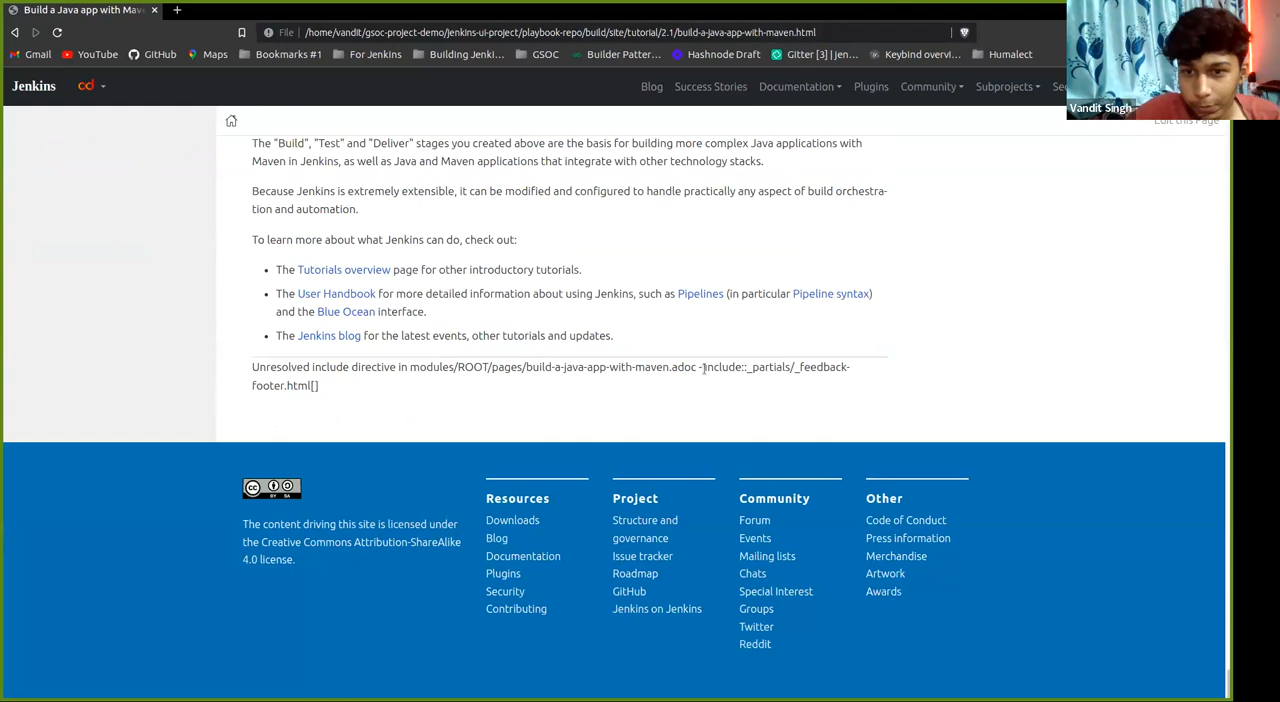 Build a Java app with Mav
File
/home/vandit/gsoc-project-demo/jenkins-ui-project/playbook-repo/build/site/tutorial/2.1/build-a-java-app-with-maven.html
Gmail YouTube GitHub Maps Bookmarks #1 For Jenkins Building Jenki... GSOC Builder Patter... Hashnode Draft Gitter [3] | Jen... Keybind overvi... Humalect
Jenkins cd Blog Success Stories Documentation Plugins Community Subprojects Sec
Vandit Singh
Edit this Page
The "Build", "Test" and "Deliver" stages you created above are the basis for building more complex Java applications with
Maven in Jenkins, as well as Java and Maven applications that integrate with other technology stacks.
Because Jenkins is extremely extensible, it can be modified and configured to handle practically any aspect of build orchestra-
tion and automation.
To learn more about what Jenkins can do, check out:
• The Tutorials overview page for other introductory tutorials.
• The User Handbook for more detailed information about using Jenkins, such as Pipelines (in particular Pipeline syntax)
and the Blue Ocean interface.
• The Jenkins blog for the latest events, other tutorials and updates.
Unresolved include directive in modules/ROOT/pages/build-a-java-app-with-maven.adoc - include::_partials/_feedback-
footer.html[]
cc BY SA
The content driving this site is licensed under
the Creative Commons Attribution-ShareAlike
4.0 license.
Resources
Downloads
Blog
Documentation
Plugins
Security
Contributing
Project
Structure and
governance
Issue tracker
Roadmap
GitHub
Jenkins on Jenkins
Community
Forum
Events
Mailing lists
Chats
Special Interest
Groups
Twitter
Reddit
Other
Code of Conduct
Press information
Merchandise
Artwork
Awards